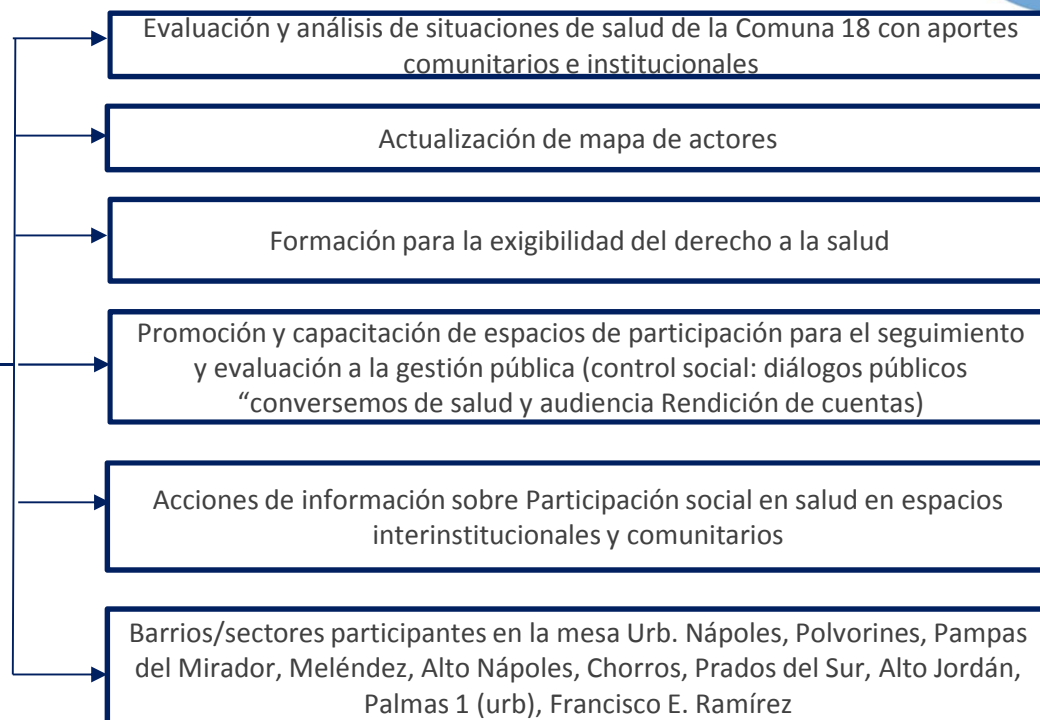 Evaluación y análisis de situaciones de salud de la Comuna 18 con aportes
comunitarios e institucionales
Actualización de mapa de actores
Formación para la exigibilidad del derecho a la salud
Promoción y capacitación de espacios de participación para el seguimiento
y evaluación a la gestión pública (control social: diálogos públicos
“conversemos de salud y audiencia Rendición de cuentas)
Acciones de información sobre Participación social en salud en espacios
interinstitucionales y comunitarios
Barrios/sectores participantes en la mesa Urb. Nápoles, Polvorines, Pampas
del Mirador, Meléndez, Alto Nápoles, Chorros, Prados del Sur, Alto Jordán,
Palmas 1 (urb), Francisco E. Ramírez